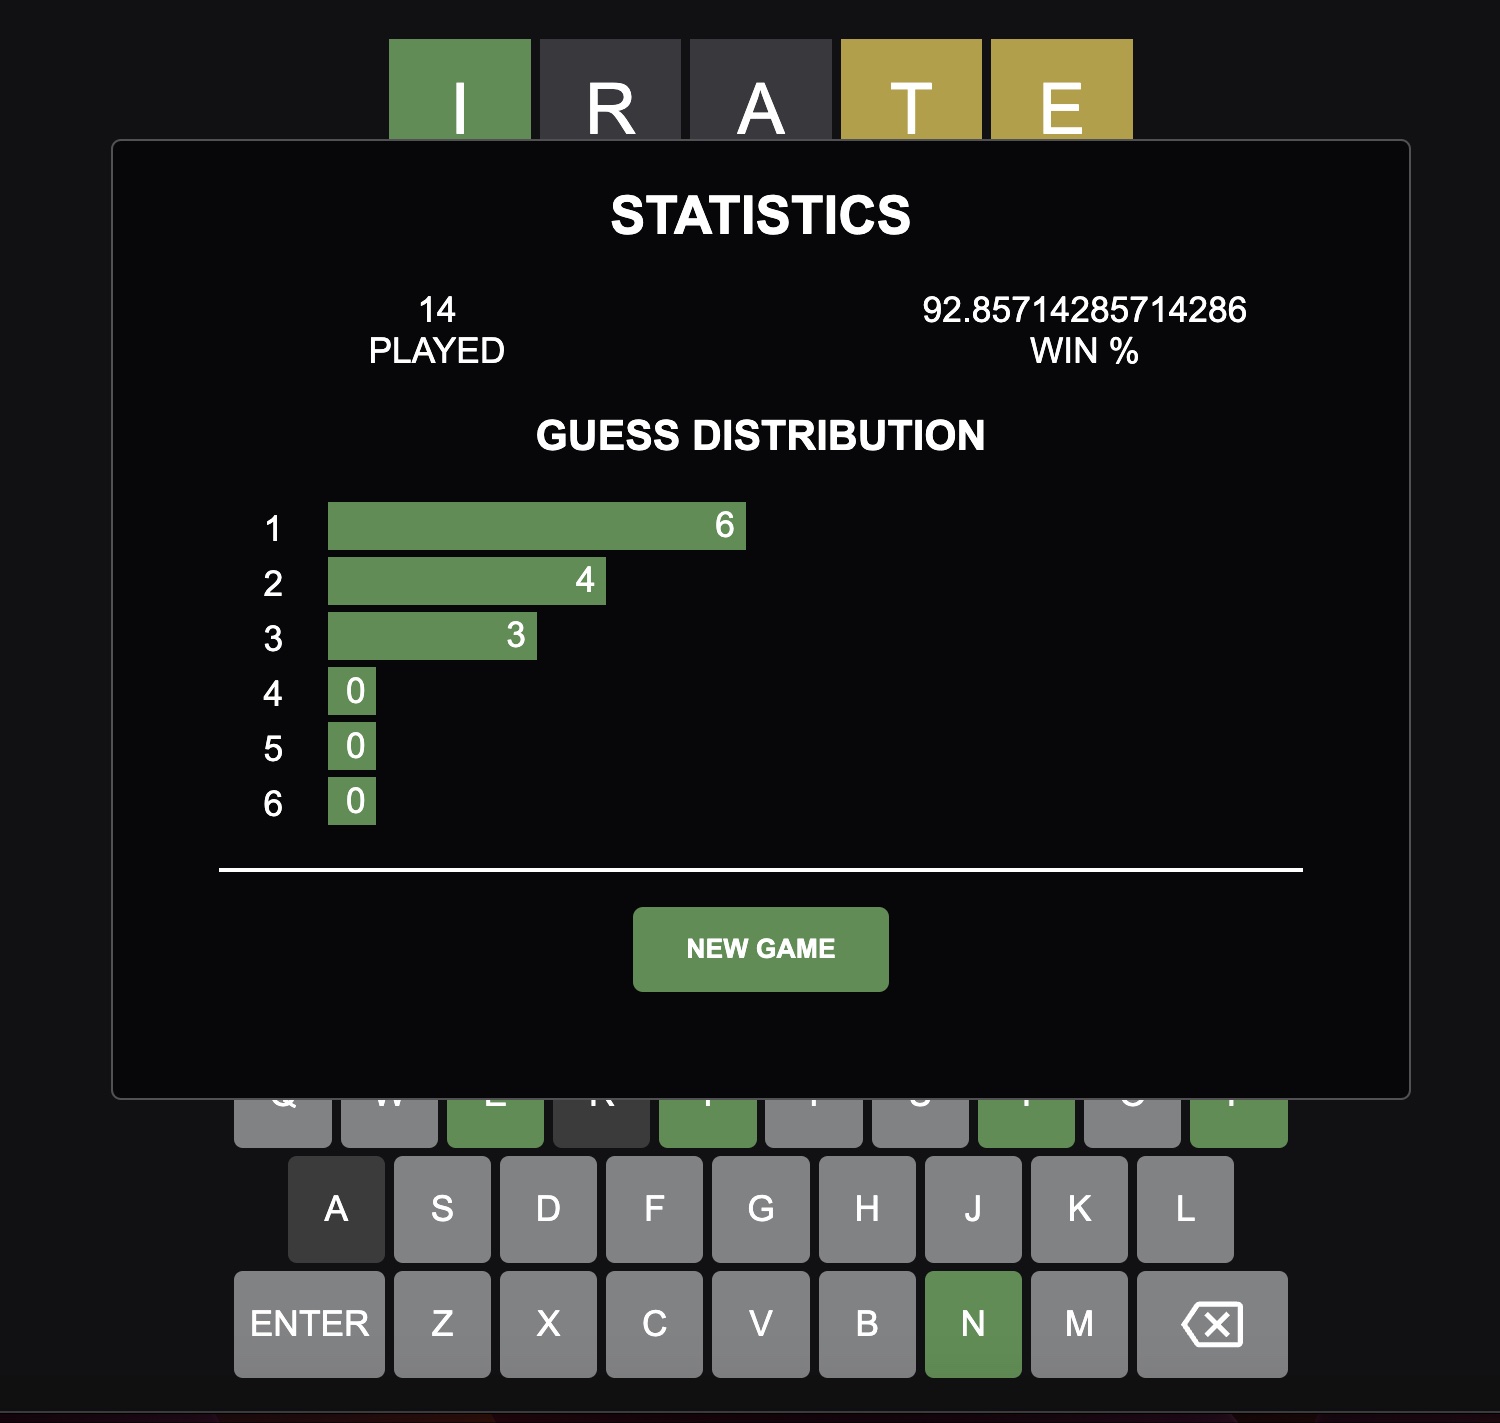 I R A T E
STATISTICS
14 92.85714285714286
PLAYED WIN %
GUESS DISTRIBUTION
1 6
2 4
3 3
4 0
5 0
6 0
NEW GAME
A S D F G H J K L
ENTER Z X C V B N M